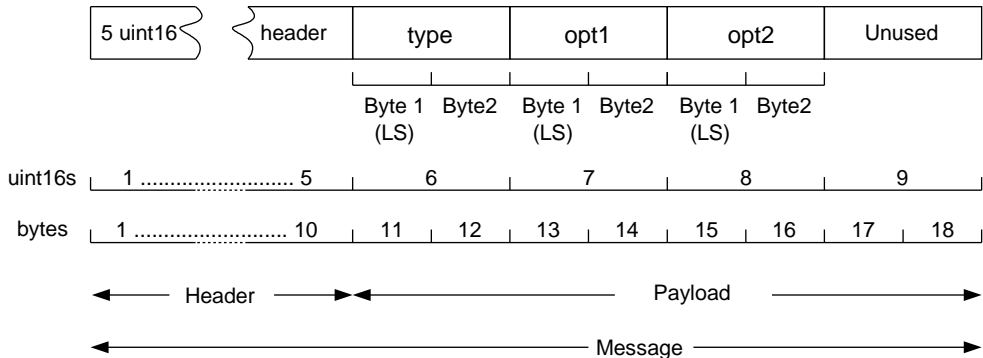 5 uint16 header type opt1 opt2 Unused
Byte 1 Byte2 Byte 1 Byte2 Byte 1 Byte2
(LS) (LS) (LS)
uint16s 1 .......................... 5 6 7 8 9
bytes 1 .......................... 10 11 12 13 14 15 16 17 18
Header Payload
Message